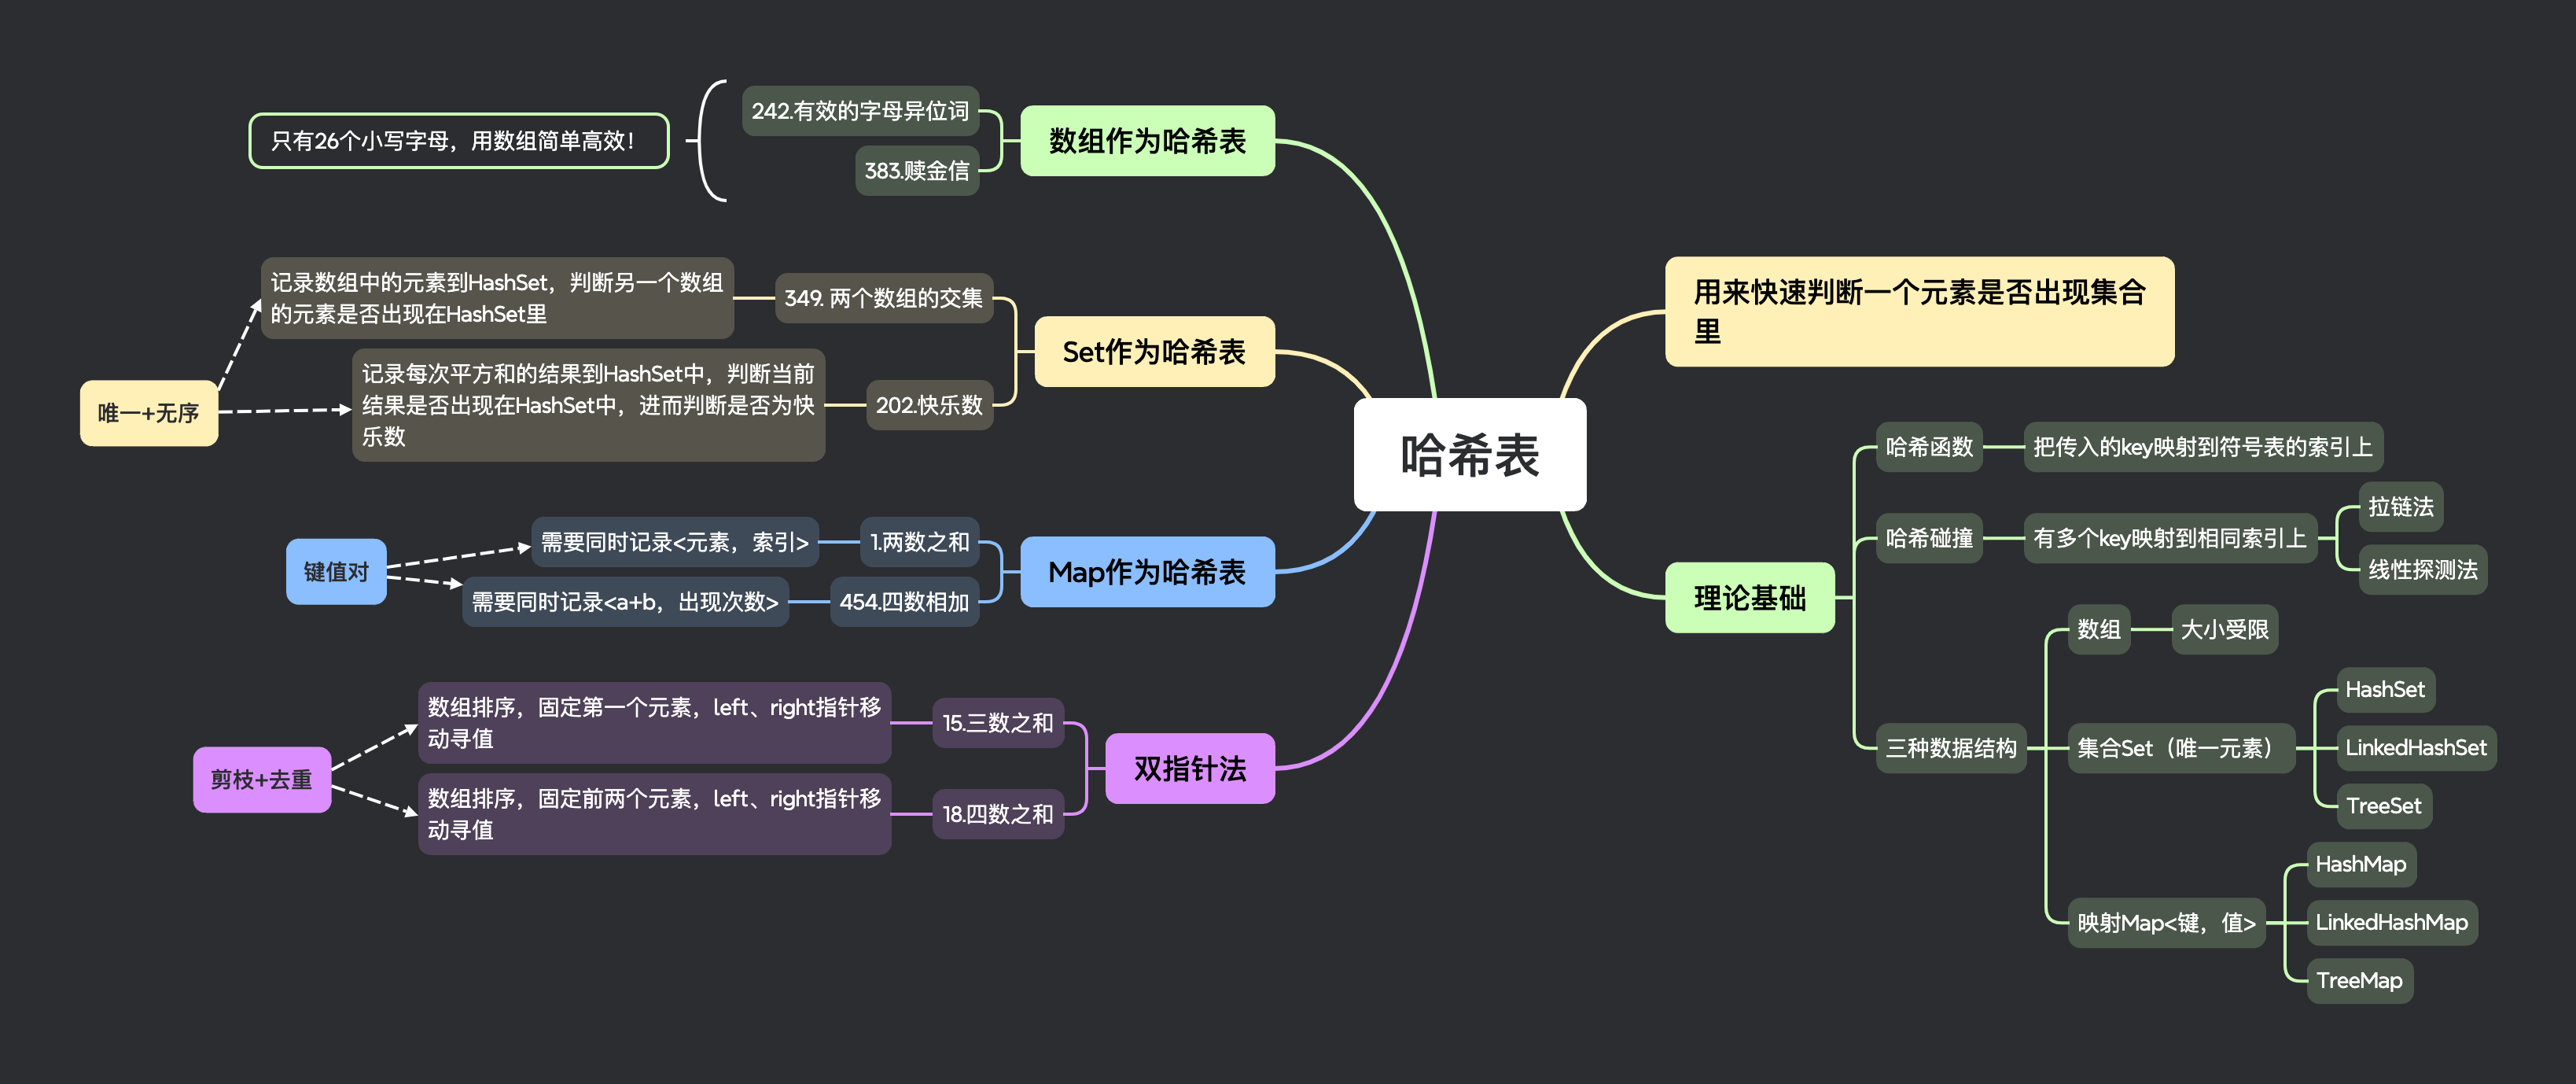 哈希表
用来快速判断一个元素是否出现集合
里
理论基础
哈希函数
把传入的key映射到符号表的索引上
哈希碰撞
有多个key映射到相同索引上
拉链法
线性探测法
三种数据结构
数组
大小受限
集合Set（唯一元素）
HashSet
LinkedHashSet
TreeSet
映射Map<键，值>
HashMap
LinkedHashMap
TreeMap
数组作为哈希表
242.有效的字母异位词
383.赎金信
只有26个小写字母，用数组简单高效！
Set作为哈希表
349. 两个数组的交集
记录数组中的元素到HashSet，判断另一个数组
的元素是否出现在HashSet里
202.快乐数
记录每次平方和的结果到HashSet中，判断当前
结果是否出现在HashSet中，进而判断是否为快
乐数
唯一+无序
Map作为哈希表
1.两数之和
需要同时记录<元素，索引>
454.四数相加
需要同时记录<a+b，出现次数>
键值对
双指针法
15.三数之和
数组排序，固定第一个元素，left、right指针移
动寻值
18.四数之和
数组排序，固定前两个元素，left、right指针移
动寻值
剪枝+去重